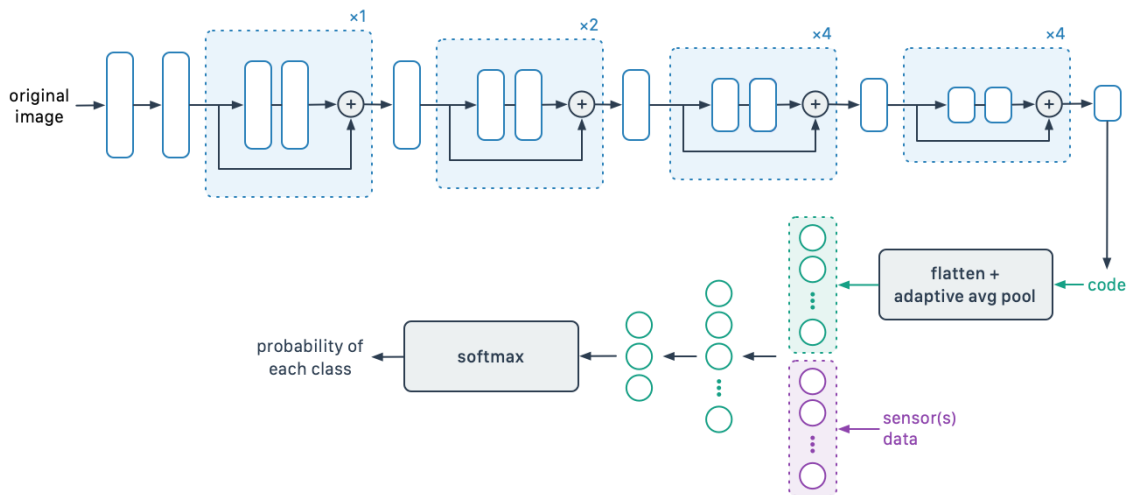 ×1
×2
×4
×4
original
image
+
+
+
+
flatten +
adaptive avg pool
code
probability of
each class
softmax
sensor(s)
data